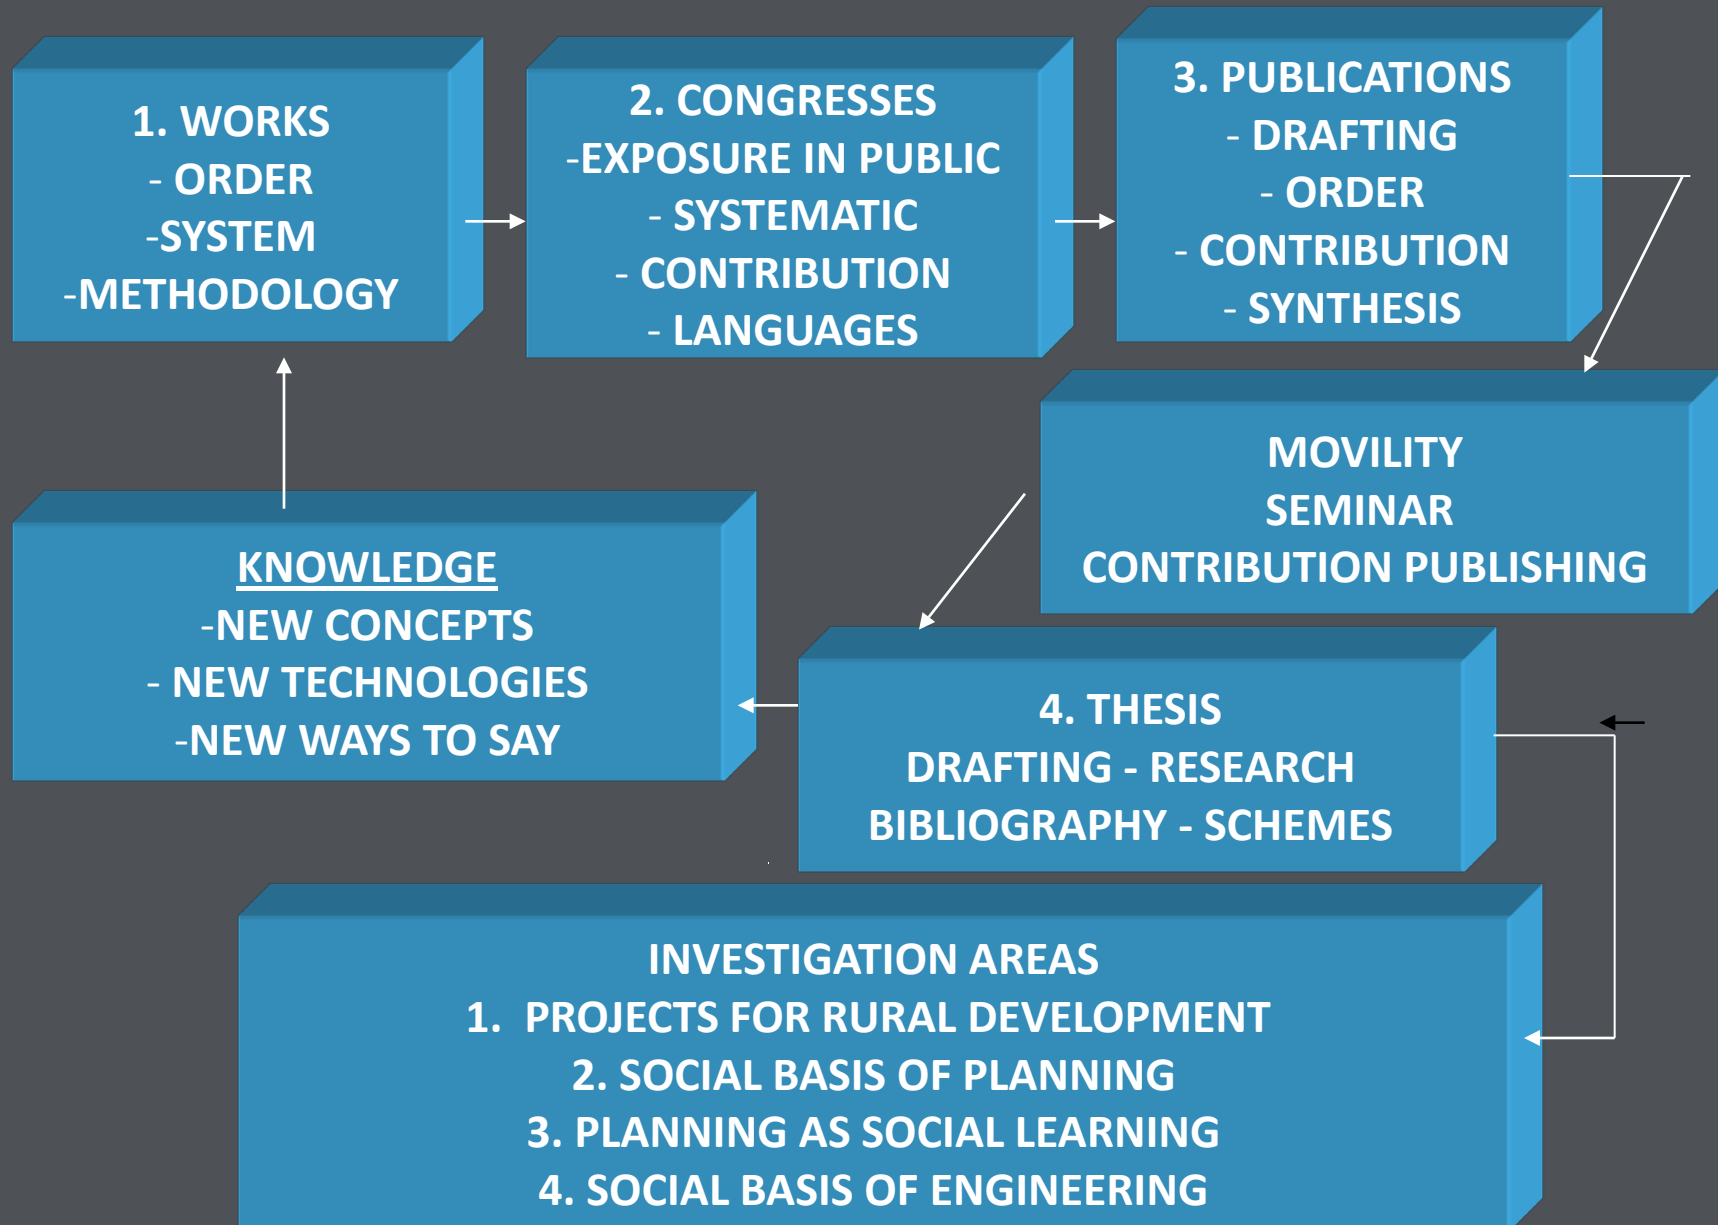 1. WORKS
- ORDER
-SYSTEM
-METHODOLOGY
2. CONGRESSES
-EXPOSURE IN PUBLIC
- SYSTEMATIC
- CONTRIBUTION
- LANGUAGES
3. PUBLICATIONS
- DRAFTING
- ORDER
- CONTRIBUTION
- SYNTHESIS
MOVILITY
SEMINAR
CONTRIBUTION PUBLISHING
KNOWLEDGE
-NEW CONCEPTS
- NEW TECHNOLOGIES
-NEW WAYS TO SAY
4. THESIS
DRAFTING - RESEARCH
BIBLIOGRAPHY - SCHEMES
INVESTIGATION AREAS
1. PROJECTS FOR RURAL DEVELOPMENT
2. SOCIAL BASIS OF PLANNING
3. PLANNING AS SOCIAL LEARNING
4. SOCIAL BASIS OF ENGINEERING